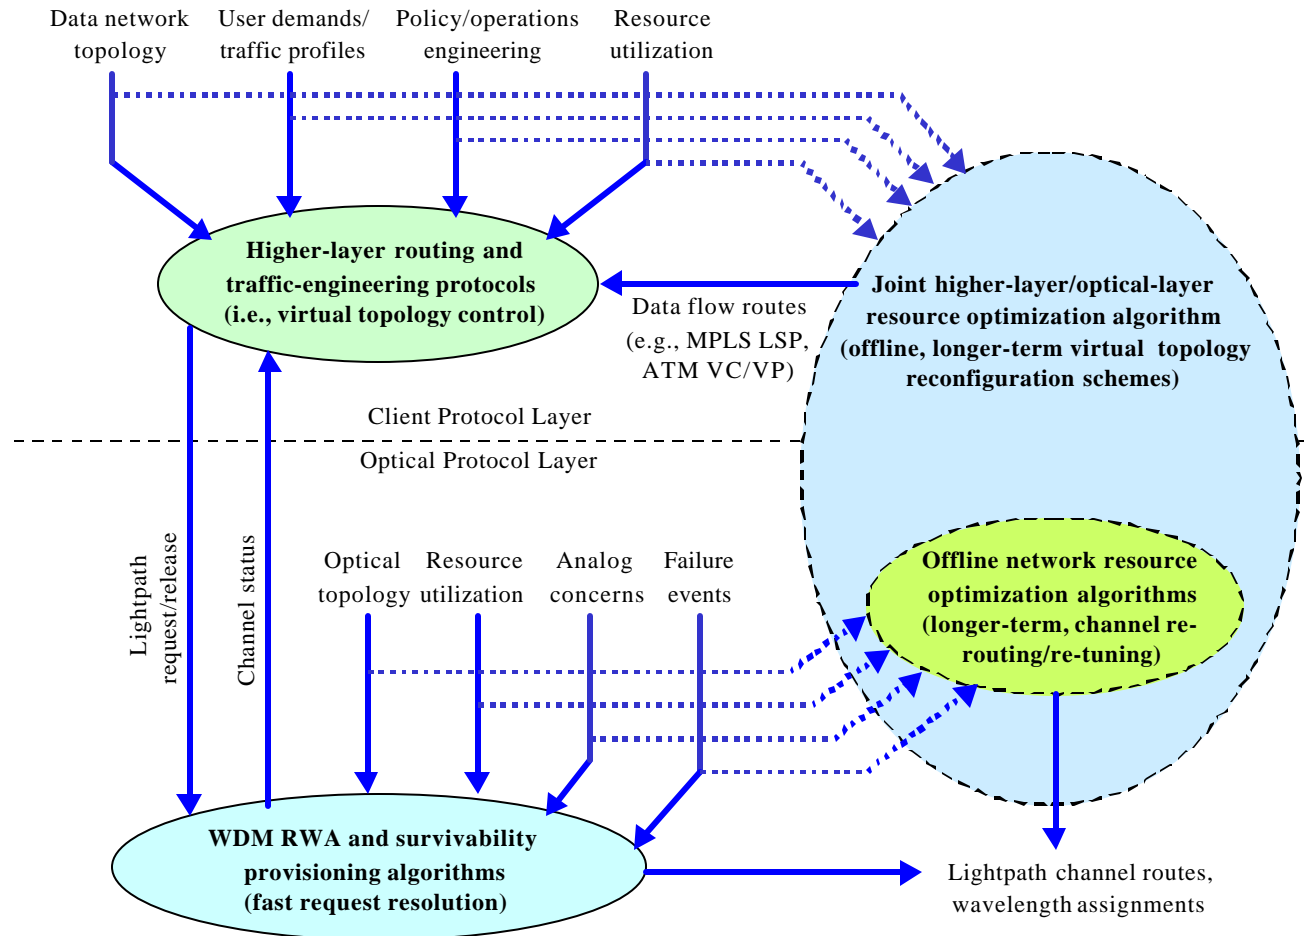 Data network
topology
User demands/
traffic profiles
Policy/operations
engineering
Resource
utilization
Higher-layer routing and
traffic-engineering protocols
(i.e., virtual topology control)
Data flow routes
(e.g., MPLS LSP,
ATM VC/VP)
Joint higher-layer/optical-layer
resource optimization algorithm
(offline, longer-term virtual topology
reconfiguration schemes)
Client Protocol Layer
Optical Protocol Layer
Lightpath
request/release
Channel status
Optical
topology
Resource
utilization
Analog
concerns
Failure
events
Offline network resource
optimization algorithms
(longer-term, channel re-
routing/re-tuning)
WDM RWA and survivability
provisioning algorithms
(fast request resolution)
Lightpath channel routes,
wavelength assignments